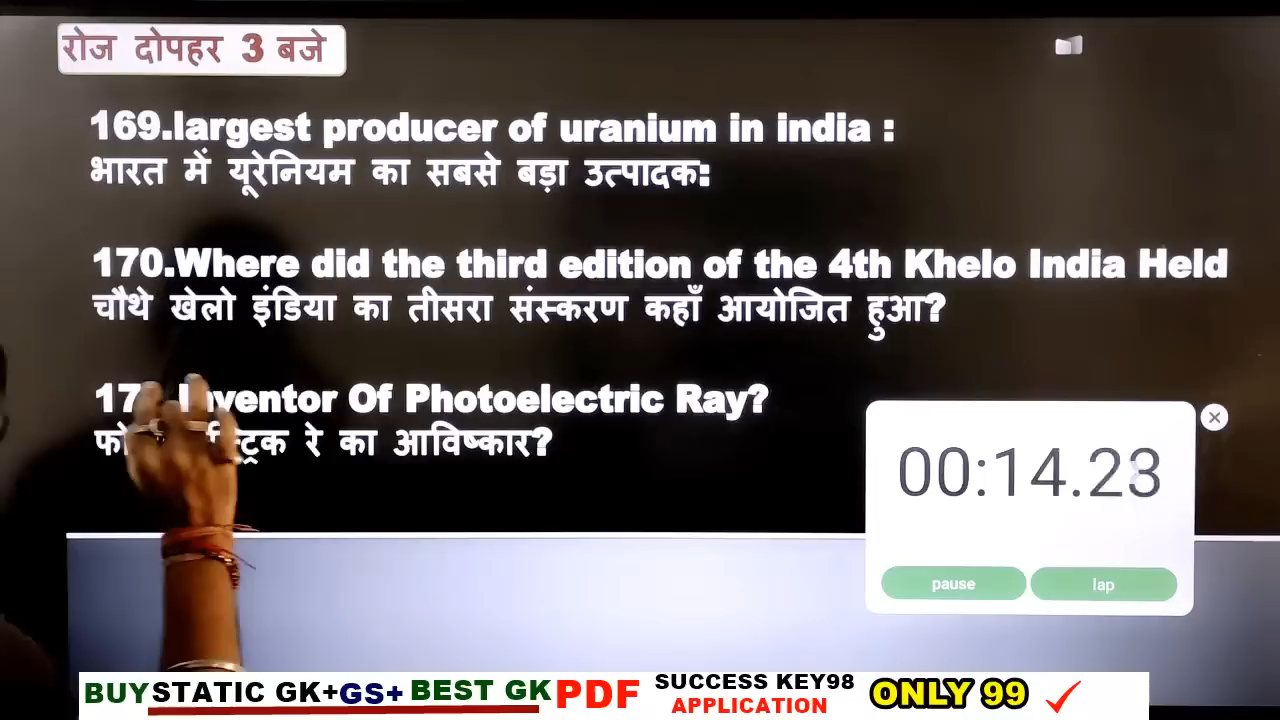 रोज दोपहर 3 बजे
169.largest producer of uranium in india :
भारत में यूरेनियम का सबसे बड़ा उत्पादक:
170.Where did the third edition of the 4th Khelo India Held
चौथे खेलो इंडिया का तीसरा संस्करण कहाँ आयोजित हुआ?
Of Photoelectric Ray?
रे का आविष्कार?
00:14.23
pause lap
BUY STATIC GK+GS+ BEST GK PDF SUCCESS KEY98 APPLICATION ONLY 99